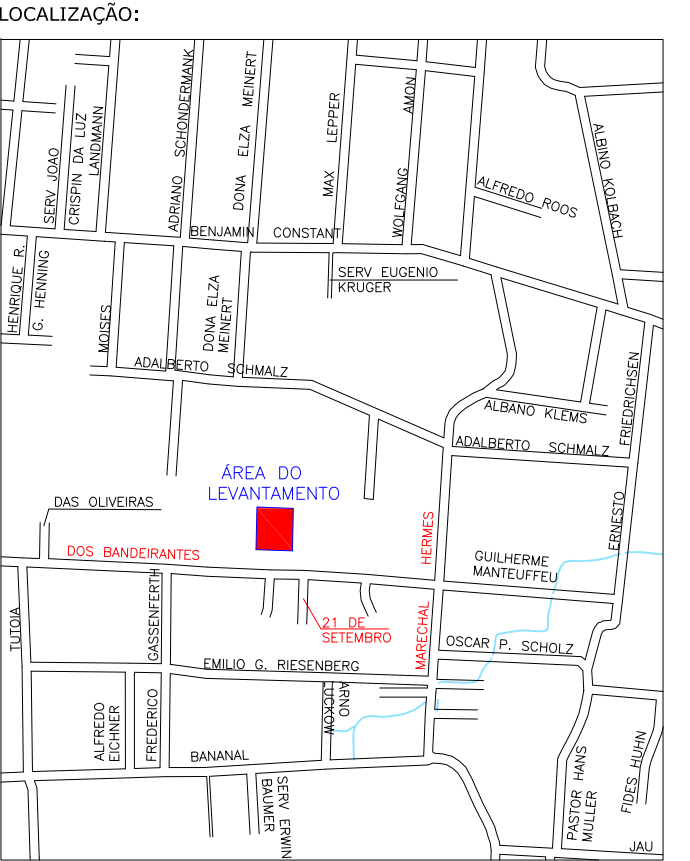 LOCALIZAÇÃO:
SERV JOAO
CRISPIN DA LUZ
LANDMANN
ADRIANO SCHONDERMANK
DONA ELZA MEINERT
MAX LEPPER
WOLFGANG AMON
ALFREDO ROOS
ALBINO KOLBACH
BENJAMIN CONSTANT
HENRIQUE R.
G. HENNING
MOISES
DONA ELZA
MEINERT
SERV EUGENIO
KRUGER
ADALBERTO SCHMALZ
ALBANO KLEMS
ERNESTO FRIEDRICHSEN
ADALBERTO SCHMALZ
ÁREA DO
LEVANTAMENTO
DAS OLIVEIRAS
DOS BANDEIRANTES
MARECHAL HERMES
GUILHERME
MANTEUFFEU
TUTOIA
GASSENFERTH
21 DE
SETEMBRO
OSCAR P. SCHOLZ
EMILIO G. RIESENBERG
ALFREDO
EICHNER
FREDERICO
ARNO
LUCKOW
BANANAL
SERV ERWIN
BAUMER
PASTOR HANS
MULLER
FIDES HUHN
JAU